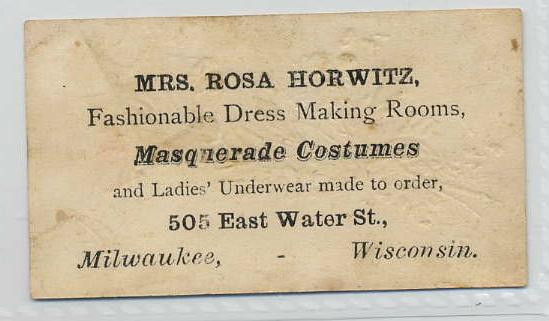 MRS. ROSA HORWITZ,
Fashionable Dress Making Rooms,
Masquerade Costumes
and Ladies' Underwear made to order,
505 East Water St.,
Milwaukee, - Wisconsin.